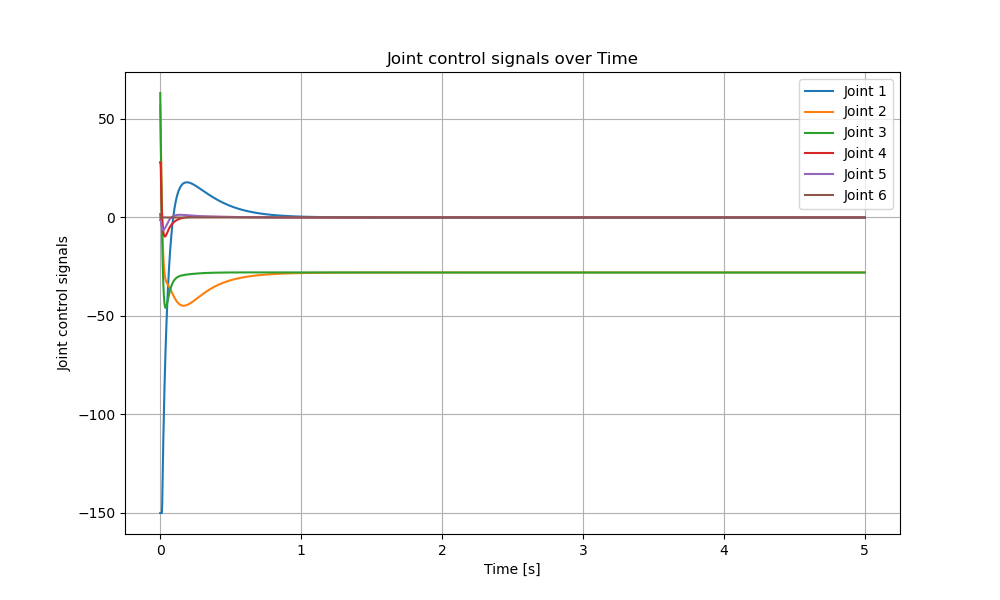 Joint control signals over Time
Joint 1
Joint 2
Joint 3
Joint 4
Joint 5
Joint 6
Joint control signals
50
0
−50
−100
−150
0 1 2 3 4 5
Time [s]